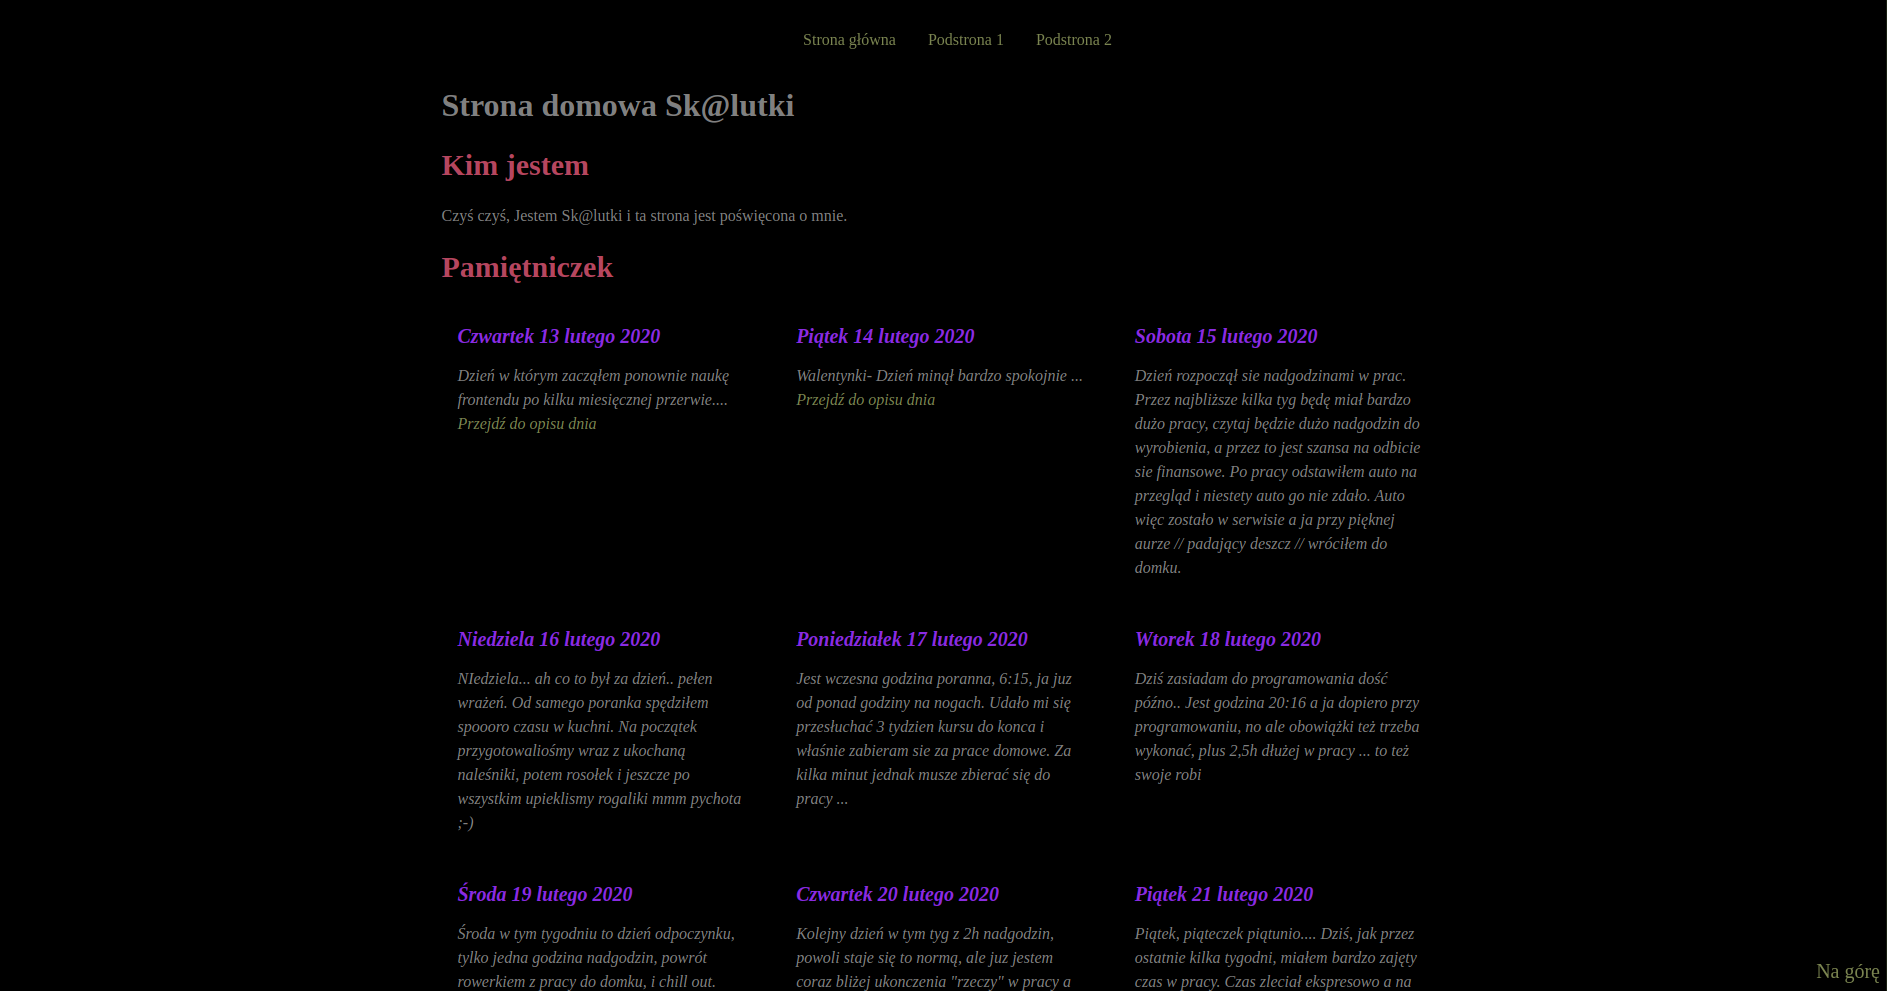 Strona główna Podstrona 1 Podstrona 2
Strona domowa Sk@lutki
Kim jestem
Czyś czyś, Jestem Sk@lutki i ta strona jest poświęcona o mnie.
Pamiętniczek
Czwartek 13 lutego 2020
Dzień w którym zacząłem ponownie naukę
frontendu po kilku miesięcznej przerwie....
Przejdź do opisu dnia
Piątek 14 lutego 2020
Walentynki- Dzień minął bardzo spokojnie ...
Przejdź do opisu dnia
Sobota 15 lutego 2020
Dzień rozpoczął sie nadgodzinami w prac.
Przez najbliższe kilka tyg będę miał bardzo
dużo pracy, czytaj będzie dużo nadgodzin do
wyrobienia, a przez to jest szansa na odbicie
sie finansowe. Po pracy odstawiłem auto na
przegląd i niestety auto go nie zdało. Auto
więc zostało w serwisie a ja przy pięknej
aurze // padający deszcz // wróciłem do
domku.
Niedziela 16 lutego 2020
NIedziela... ah co to był za dzień.. pełen
wrażeń. Od samego poranka spędziłem
spoooro czasu w kuchni. Na początek
przygotowaliośmy wraz z ukochaną
naleśniki, potem rosołek i jeszcze po
wszystkim upieklismy rogaliki mmm pychota
;-)
Poniedziałek 17 lutego 2020
Jest wczesna godzina poranna, 6:15, ja juz
od ponad godziny na nogach. Udało mi się
przesłuchać 3 tydzien kursu do konca i
właśnie zabieram sie za prace domowe. Za
kilka minut jednak musze zbierać się do
pracy ...
Wtorek 18 lutego 2020
Dziś zasiadam do programowania dość
późno.. Jest godzina 20:16 a ja dopiero przy
programowaniu, no ale obowiązki też trzeba
wykonać, plus 2,5h dłużej w pracy ... to też
swoje robi
Środa 19 lutego 2020
Środa w tym tygodniu to dzień odpoczynku,
tylko jedna godzina nadgodzin, powrót
rowerkiem z pracy do domku, i chill out.
Czwartek 20 lutego 2020
Kolejny dzień w tym tyg z 2h nadgodzin,
powoli staje się to normą, ale juz jestem
coraz bliżej ukonczenia "rzeczy" w pracy a
Piątek 21 lutego 2020
Piątek, piąteczek piątunio.... Dziś, jak przez
ostatnie kilka tygodni, miałem bardzo zajęty
czas w pracy. Czas zleciał ekspresowo a na
Na górę